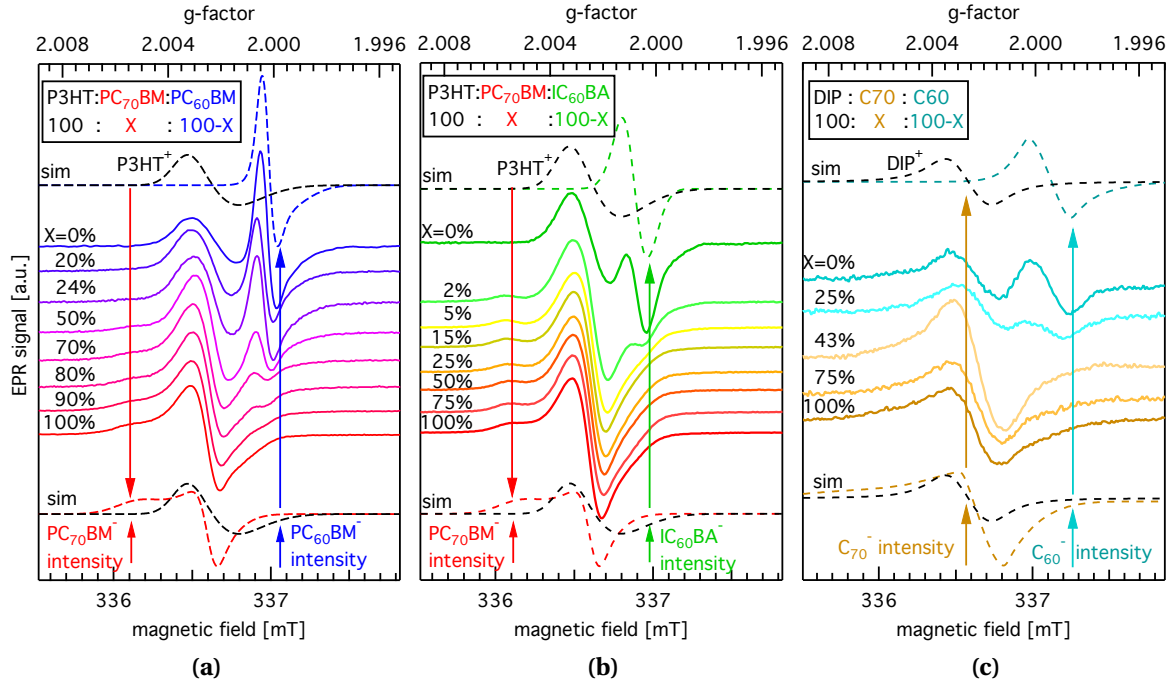 g-factor
2.008 2.003 2.000 1.996
P3HT:PC70BM:PC60BM
100 : X : 100-X
sim
P3HT+
X=0%
20%
24%
50%
70%
80%
90%
100%
sim
PC70BM-
intensity
PC60BM-
intensity
EPR signal [a.u.]
336 337
magnetic field [mT]
(a)
g-factor
2.008 2.003 2.000 1.996
P3HT:PC70BM:IC60BA
100 : X :100-X
sim
P3HT+
X=0%
2%
5%
15%
25%
50%
75%
100%
sim
PC70BM-
intensity
IC60BA-
intensity
336 337
magnetic field [mT]
(b)
g-factor
2.008 2.003 2.000 1.996
DIP : C70 : C60
100: X :100-X
sim
DIP+
X=0%
25%
43%
75%
100%
sim
C70- intensity
C60- intensity
336 337
magnetic field [mT]
(c)